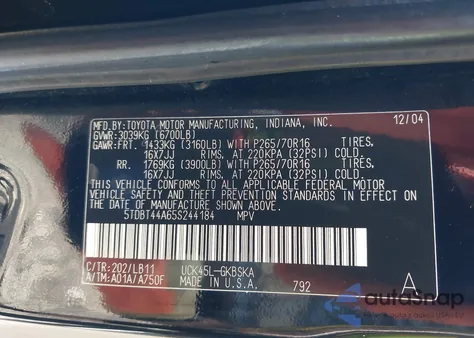 MFD.BY:TOYOTA MOTOR MANUFACTURING, INDIANA, INC. 12/04
GVWR:3039KG (6700LB)
GAWR:FRT. 1433KG (3160LB) WITH P265/70R16 TIRES,
16X7JJ RIMS, AT 220KPA (32PSI) COLD.
RR. 1769KG (3900LB) WITH P265/70R16 TIRES,
16X7JJ RIMS, AT 220KPA (32PSI) COLD.
THIS VEHICLE CONFORMS TO ALL APPLICABLE FEDERAL MOTOR
VEHICLE SAFETY AND THEFT PREVENTION STANDARDS IN
EFFECT ON THE DATE OF MANUFACTURE SHOWN ABOVE.
5TDBT44A65S244184 MPV
C/TR:202/LB11 UCK45L-GKBSKA
A/TM:A01A/A750F MADE IN U.S.A. 792 A
autoSnap